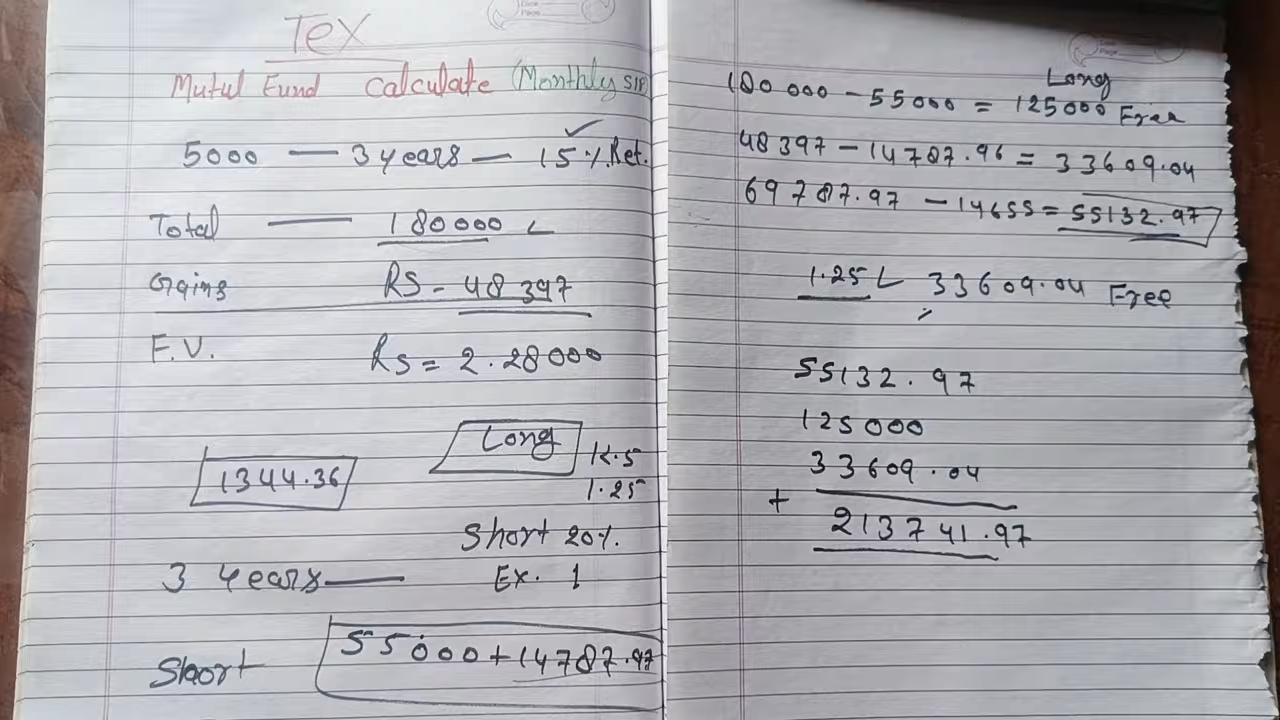 Tex
Mutul Fund Calculate (Monthly SIP)
5000 — 3 years — 15 % Ret.
Total — 180000 L
Gains RS - 48397
F.V. RS = 2.28000
Long
12.5
1344.36
1.25
Short 20%.
3 years — Ex. 1
Short 55000+14787.97
Long
180000 - 55000 = 125000 Free
48397 - 14787.96 = 33609.04
69787.97 - 14655 = 55132.97
1.25 L 33609.04 Free
55132.97
125000
33609.04
+
213741.97